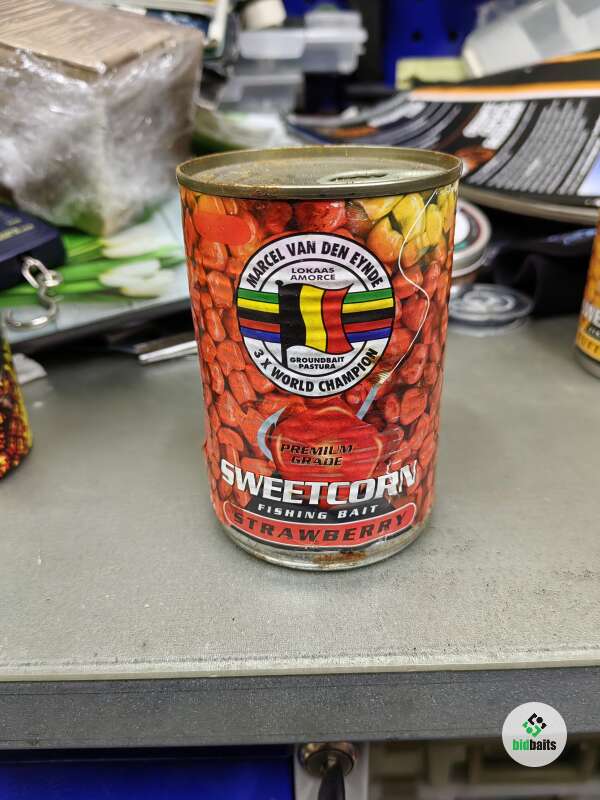 MARCEL VAN DEN EYNDE
LOKAAS
AMORCE
GROUNDBAIT
PASTURA
3 X WORLD CHAMPION
PREMIUM
GRADE
SWEETCORN
FISHING BAIT
STRAWBERRY
bidbaits